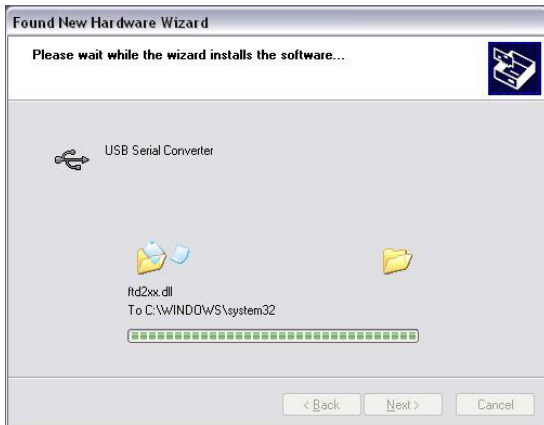 Found New Hardware Wizard
Please wait while the wizard installs the software...
USB Serial Converter
ftd2xx.dll
To C:\WINDOWS\system32
< Back
Next >
Cancel